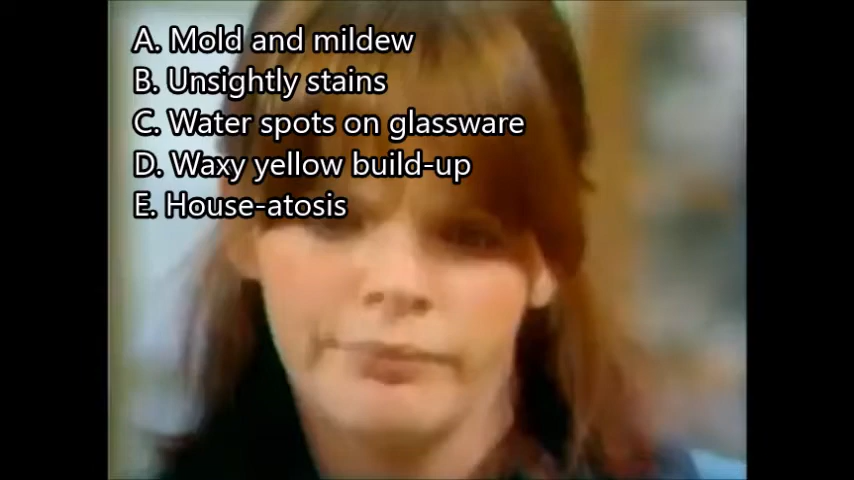 A. Mold and mildew
B. Unsightly stains
C. Water spots on glassware
D. Waxy yellow build-up
E. House-atosis